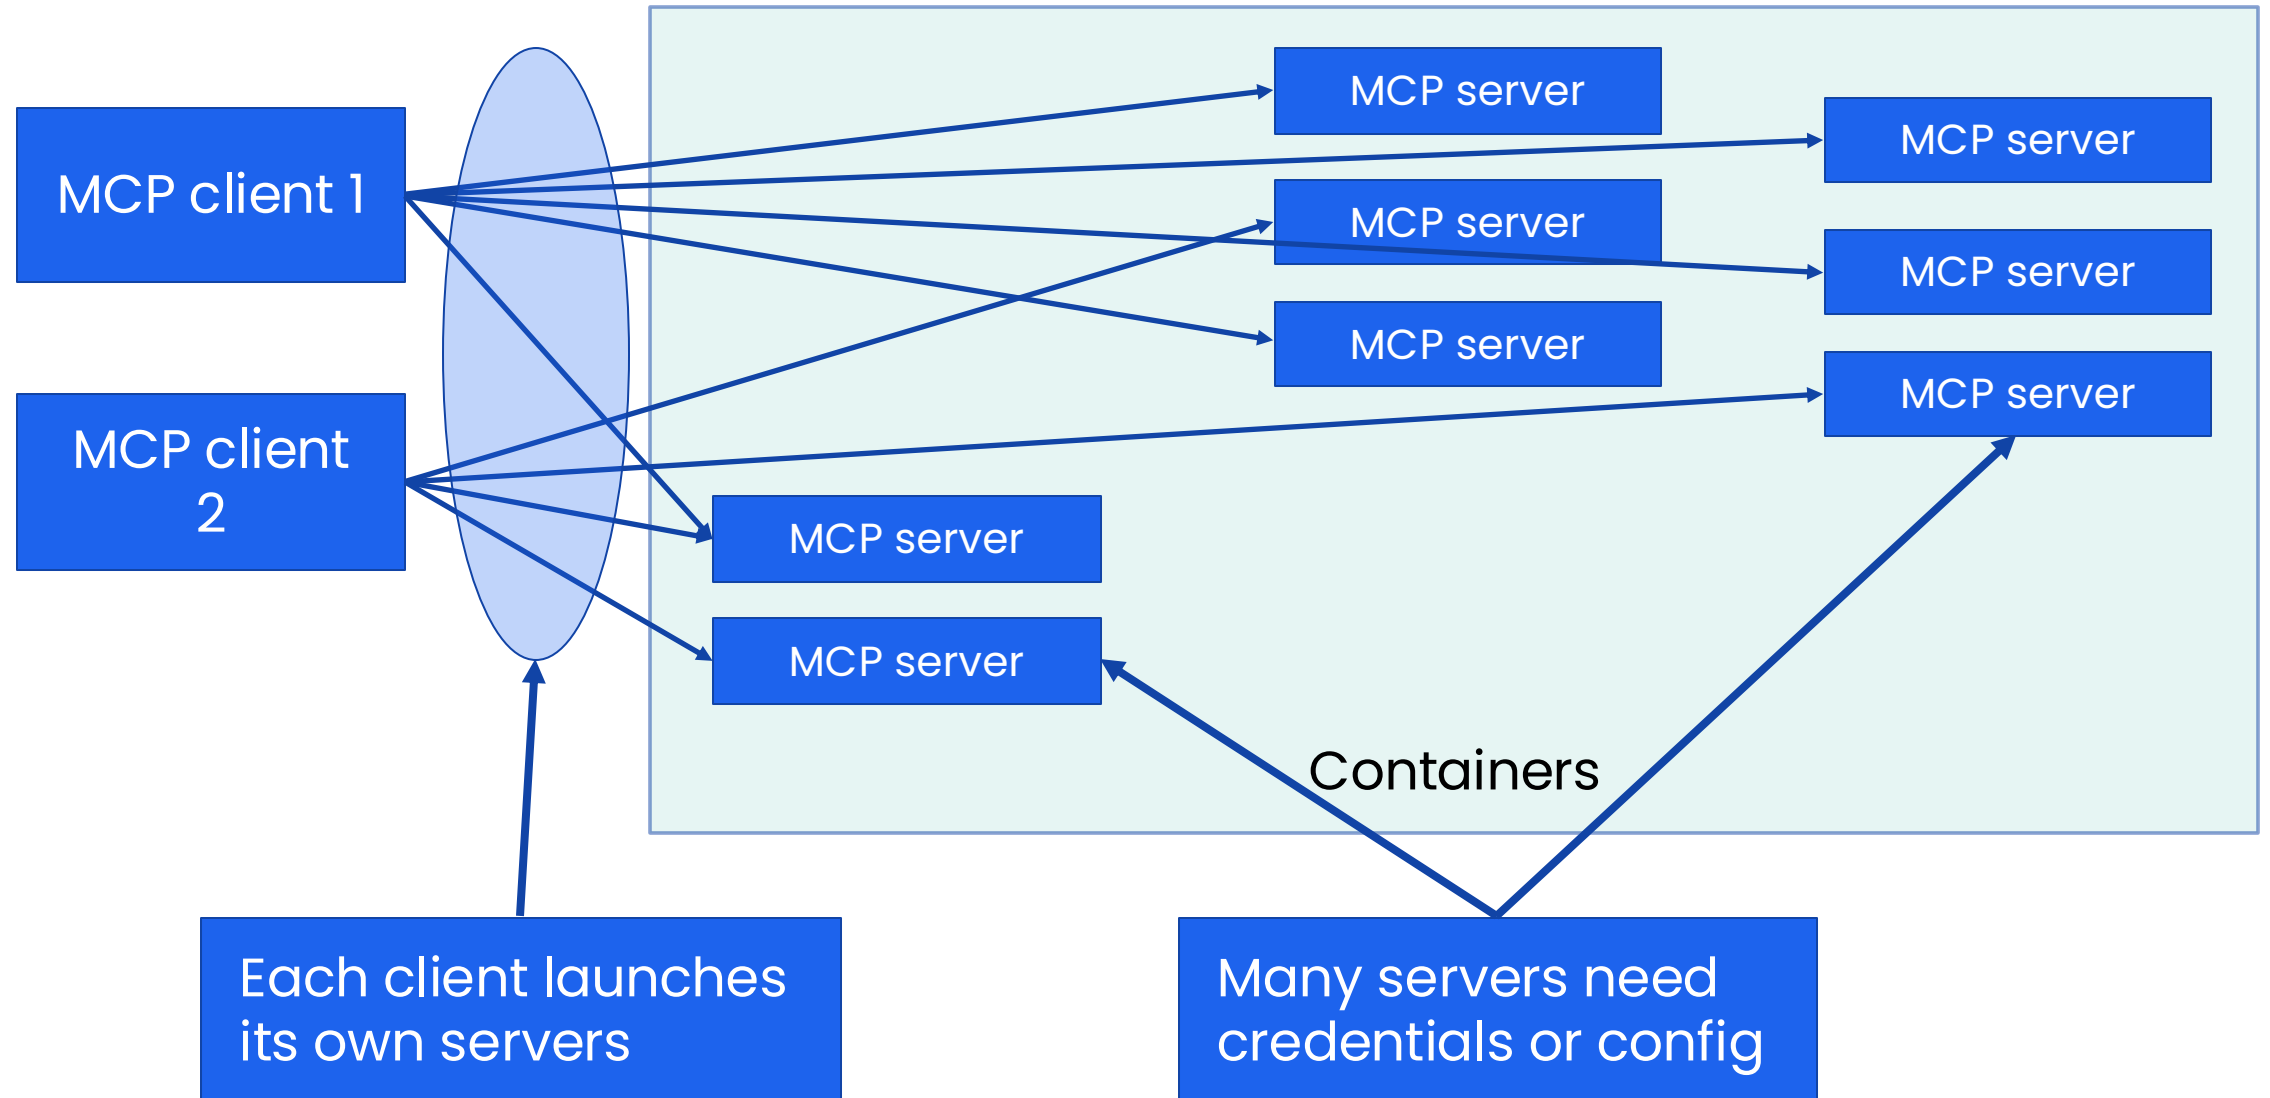 MCP client 1
MCP client
2
MCP server
MCP server
MCP server
MCP server
MCP server
MCP server
MCP server
MCP server
Containers
Each client launches
its own servers
Many servers need
credentials or config